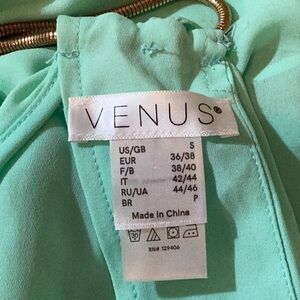 VENUS®
US/GB S
EUR 36/38
F/B 38/40
IT 42/44
RU/UA 44/46
BR P
Made in China
30
RN# 129406